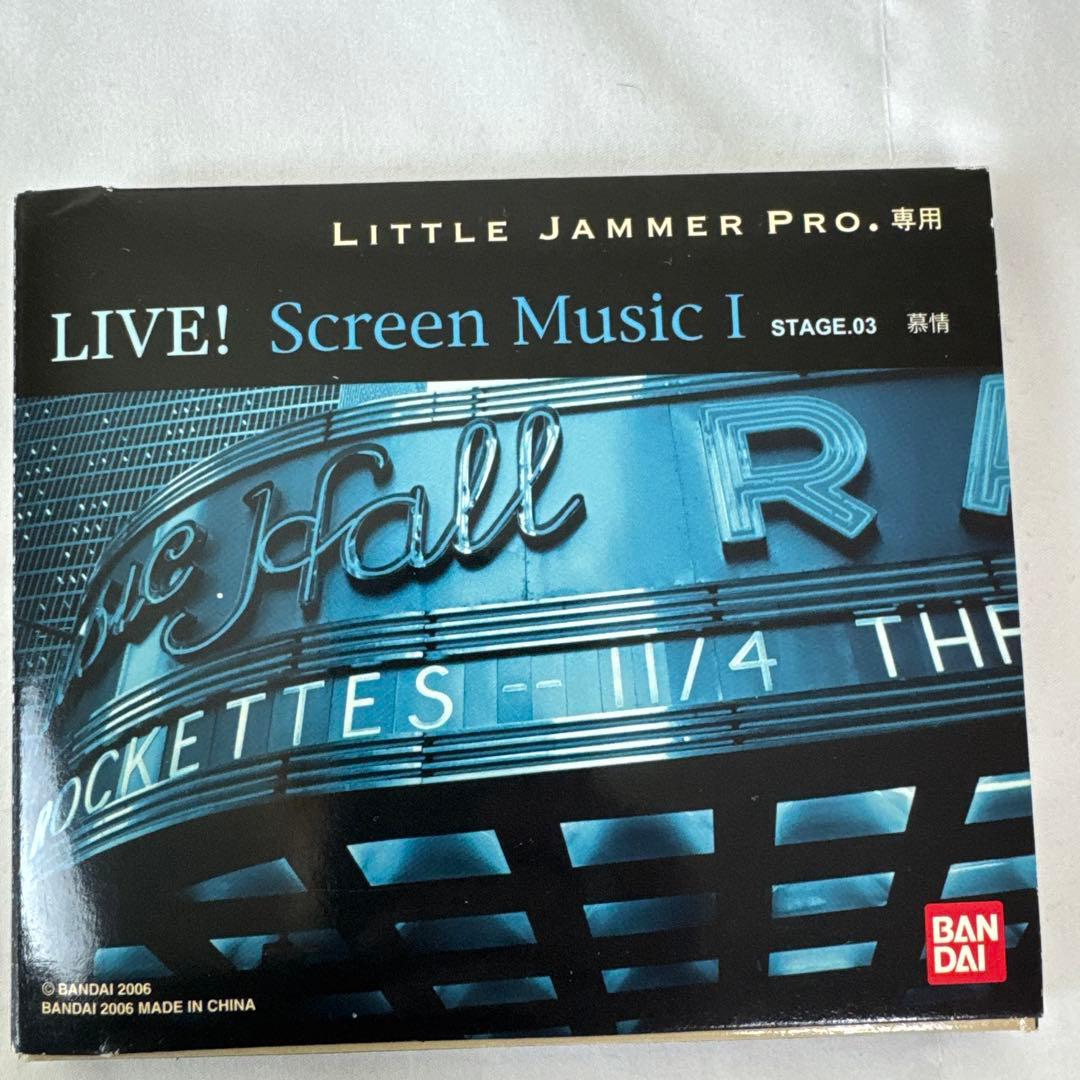 LITTLE JAMMER PRO. 専用
LIVE! Screen Music I STAGE.03 慕情
Hall R
ROCKETTES -- 11/4 THR
BAN
DAI
© BANDAI 2006
BANDAI 2006 MADE IN CHINA